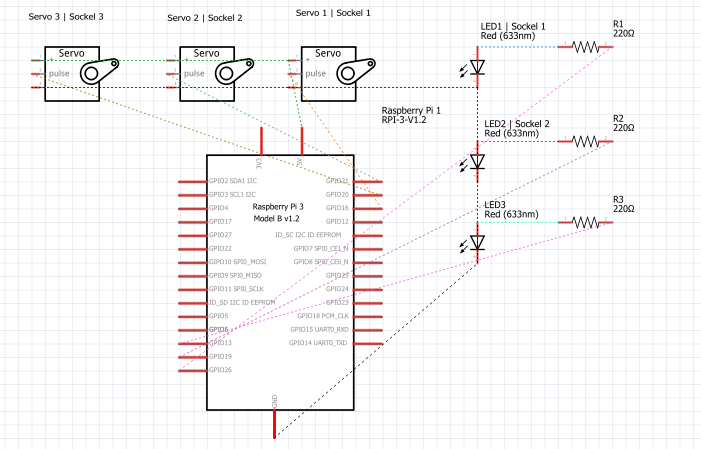 Servo 3 | Sockel 3
Servo 2 | Sockel 2
Servo 1 | Sockel 1
Servo
+
pulse
-
Servo
+
pulse
-
Servo
+
pulse
-
LED1 | Sockel 1
Red (633nm)
R1
220Ω
LED2 | Sockel 2
Red (633nm)
R2
220Ω
LED3
Red (633nm)
R3
220Ω
Raspberry Pi 1
RPI-3-V1.2
3V3
5V
Raspberry Pi 3
Model B v1.2
GPIO2 SDA1 I2C
GPIO3 SCL1 I2C
GPIO4
GPIO17
GPIO27
GPIO22
GPIO10 SPI0_MOSI
GPIO9 SPI0_MISO
GPIO11 SPI0_SCLK
ID_SD I2C ID EEPROM
GPIO5
GPIO6
GPIO13
GPIO19
GPIO26
GPIO21
GPIO20
GPIO16
GPIO12
ID_SC I2C ID EEPROM
GPIO7 SPI0_CE1_N
GPIO8 SPI0_CE0_N
GPIO25
GPIO24
GPIO23
GPIO18 PCM_CLK
GPIO15 UART0_RXD
GPIO14 UART0_TXD
GND